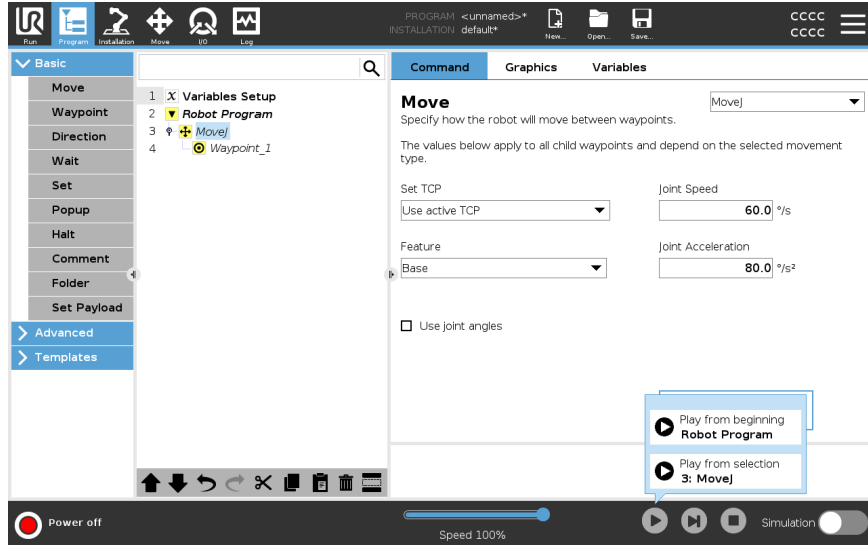 UR
PROGRAM <unnamed>*
INSTALLATION default*
CCCC
CCCC
Run
Program
Installation
Move
I/O
Log
New...
Open...
Save...
Basic
Move
Waypoint
Direction
Wait
Set
Popup
Halt
Comment
Folder
Set Payload
Advanced
Templates
1 X Variables Setup
2 Robot Program
3 MoveJ
4 Waypoint_1
Command Graphics Variables
Move
MoveJ
Specify how the robot will move between waypoints.
The values below apply to all child waypoints and depend on the selected movement
type.
Set TCP
Use active TCP
Joint Speed
60.0 °/s
Feature
Base
Joint Acceleration
80.0 °/s²
Use joint angles
Play from beginning
Robot Program
Play from selection
3: MoveJ
Power off
Speed 100%
Simulation